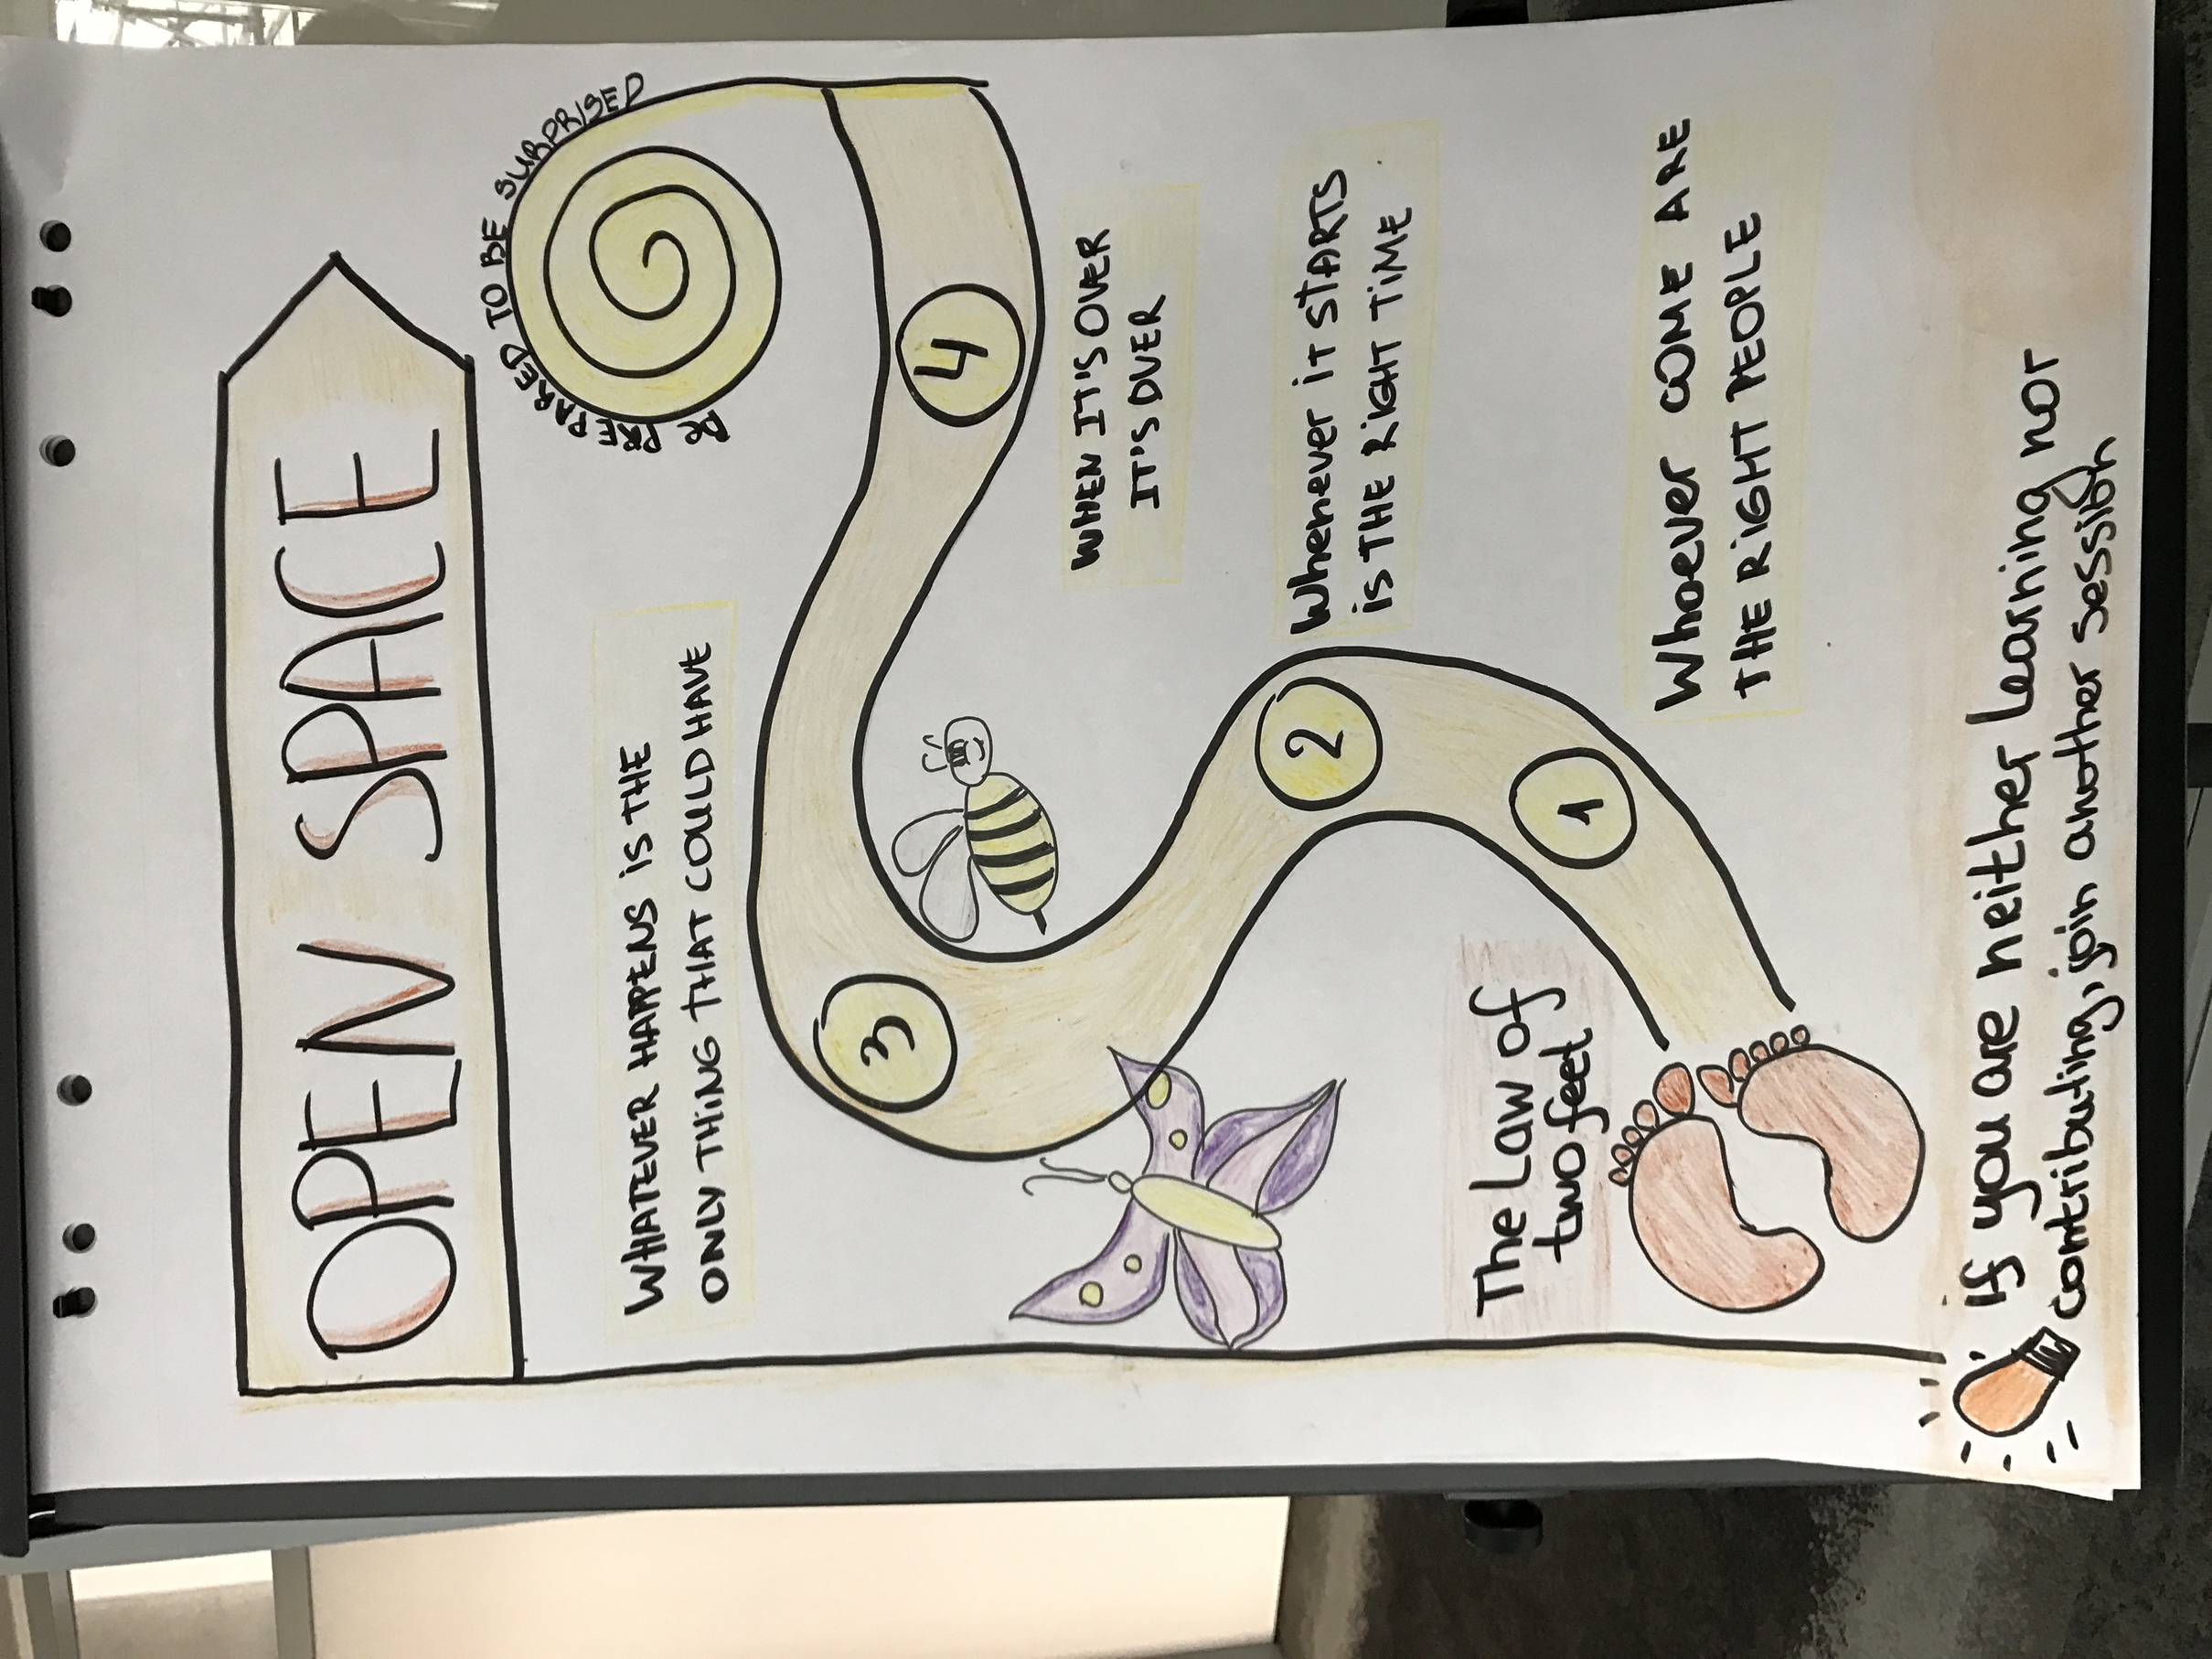 OPEN SPACE
Be PREPARED TO BE SURPRISED
WHATEVER HAPPENS iS THE
ONLY THiNG THAT COULD HAVE
3
4
WHEN IT'S OVER
IT'S OVER
2
Whenever iT STARTS
iS THE RiGHT TiME
The Law of
two feet
1
Whoever COME ARE
THE RiGHT PEOPLE
if you are neither learning nor
contributing, join another session